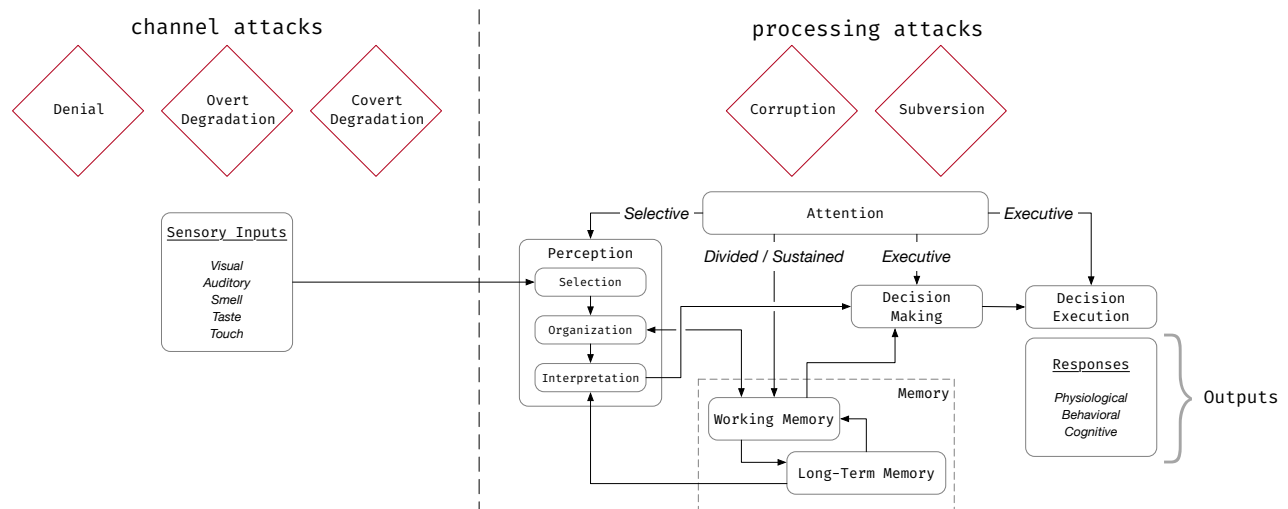 channel attacks
processing attacks
Denial
Overt
Degradation
Covert
Degradation
Corruption
Subversion
Sensory Inputs
Visual
Auditory
Smell
Taste
Touch
Attention
Selective
Executive
Divided / Sustained
Executive
Perception
Selection
Organization
Interpretation
Decision
Making
Decision
Execution
Responses
Physiological
Behavioral
Cognitive
Outputs
Memory
Working Memory
Long-Term Memory